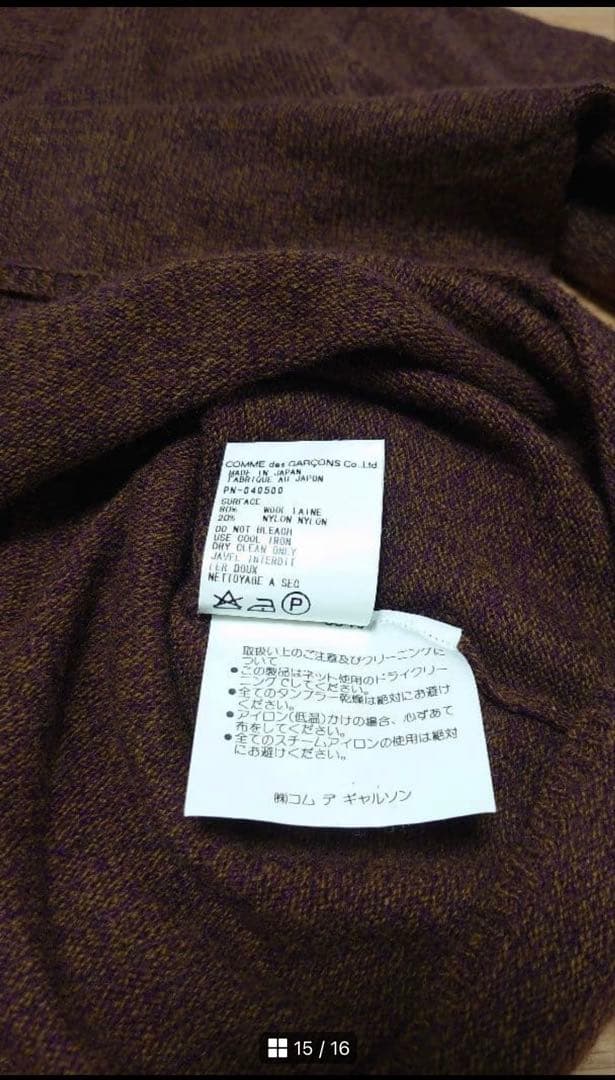 COMME des GARÇONS Co.,Ltd
MADE IN JAPAN
FABRIQUE AU JAPON
PN-040500
SURFACE
80% WOOL LAINE
20% NYLON NYLON
DO NOT BLEACH
USE COOL IRON
DRY CLEAN ONLY
JAVEL INTERDIT
FER DOUX
NETTOYAGE A SEC
P
取扱い上のご注意及びクリーニングに
ついて
●この製品はネット使用のドライクリー
ニングでしてください。
●全てのタンブラー乾燥は絶対にお避け
ください。
●アイロン(低温)かけの場合、必ずあて
布をしてください。
●全てのスチームアイロンの使用は絶対
にお避けください。
㈱コム デ ギャルソン
15 / 16